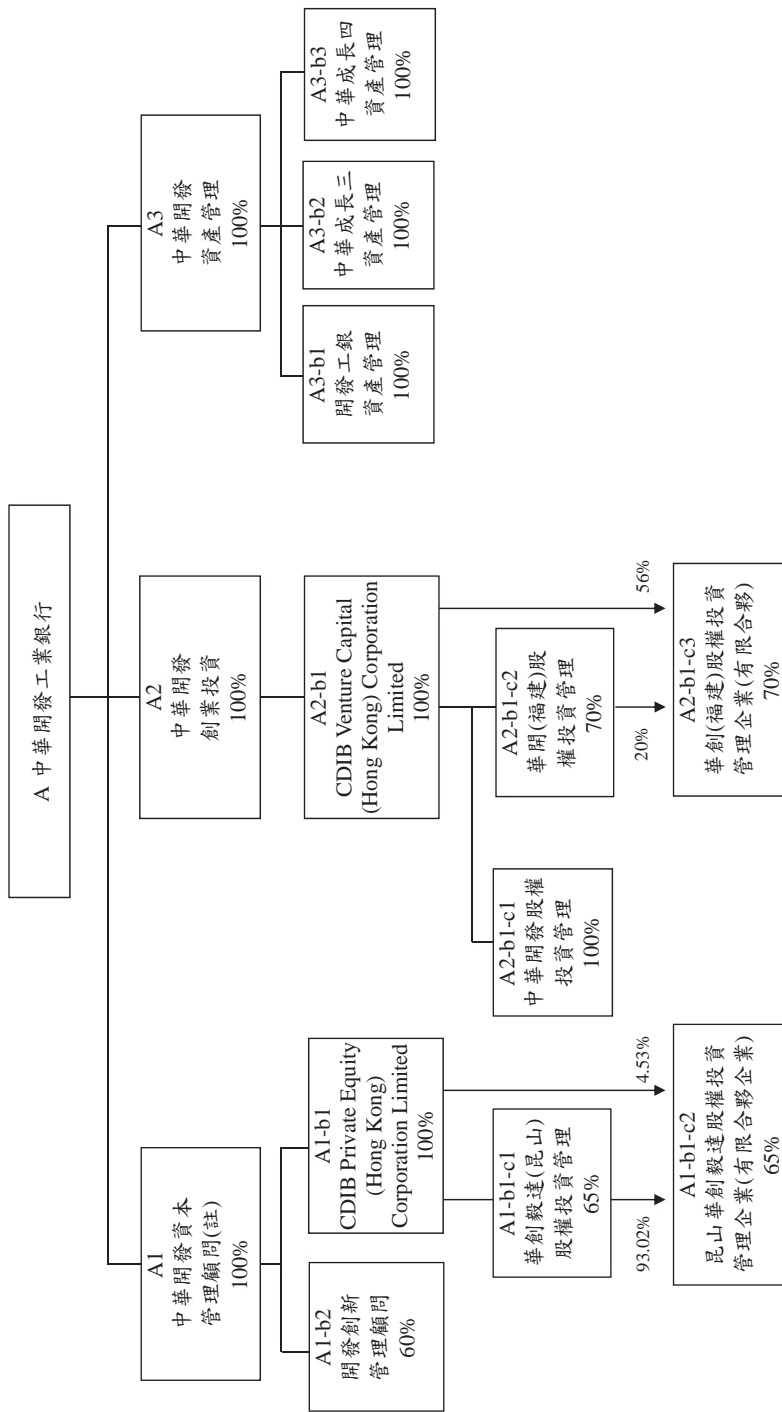 A 中華開發工業銀行
A1
中華開發資本
管理顧問(註)
100%
A2
中華開發
創業投資
100%
A3
中華開發
資產管理
100%
A1-b2
開發創新
管理顧問
60%
A1-b1
CDIB Private Equity
(Hong Kong)
Corporation Limited
100%
A2-b1
CDIB Venture Capital
(Hong Kong) Corporation
Limited
100%
A3-b1
開發工銀
資產管理
100%
A3-b2
中華成長三
資產管理
100%
A3-b3
中華成長四
資產管理
100%
A1-b1-c1
華創毅達(昆山)
股權投資管理
65%
A2-b1-c1
中華開發股權
投資管理
100%
A2-b1-c2
華開(福建)股
權投資管理
70%
93.02%
4.53%
20%
56%
A1-b1-c2
昆山華創毅達股權投資
管理企業(有限合夥企業)
65%
A2-b1-c3
華創(福建)股權投資
管理企業(有限合夥)
70%